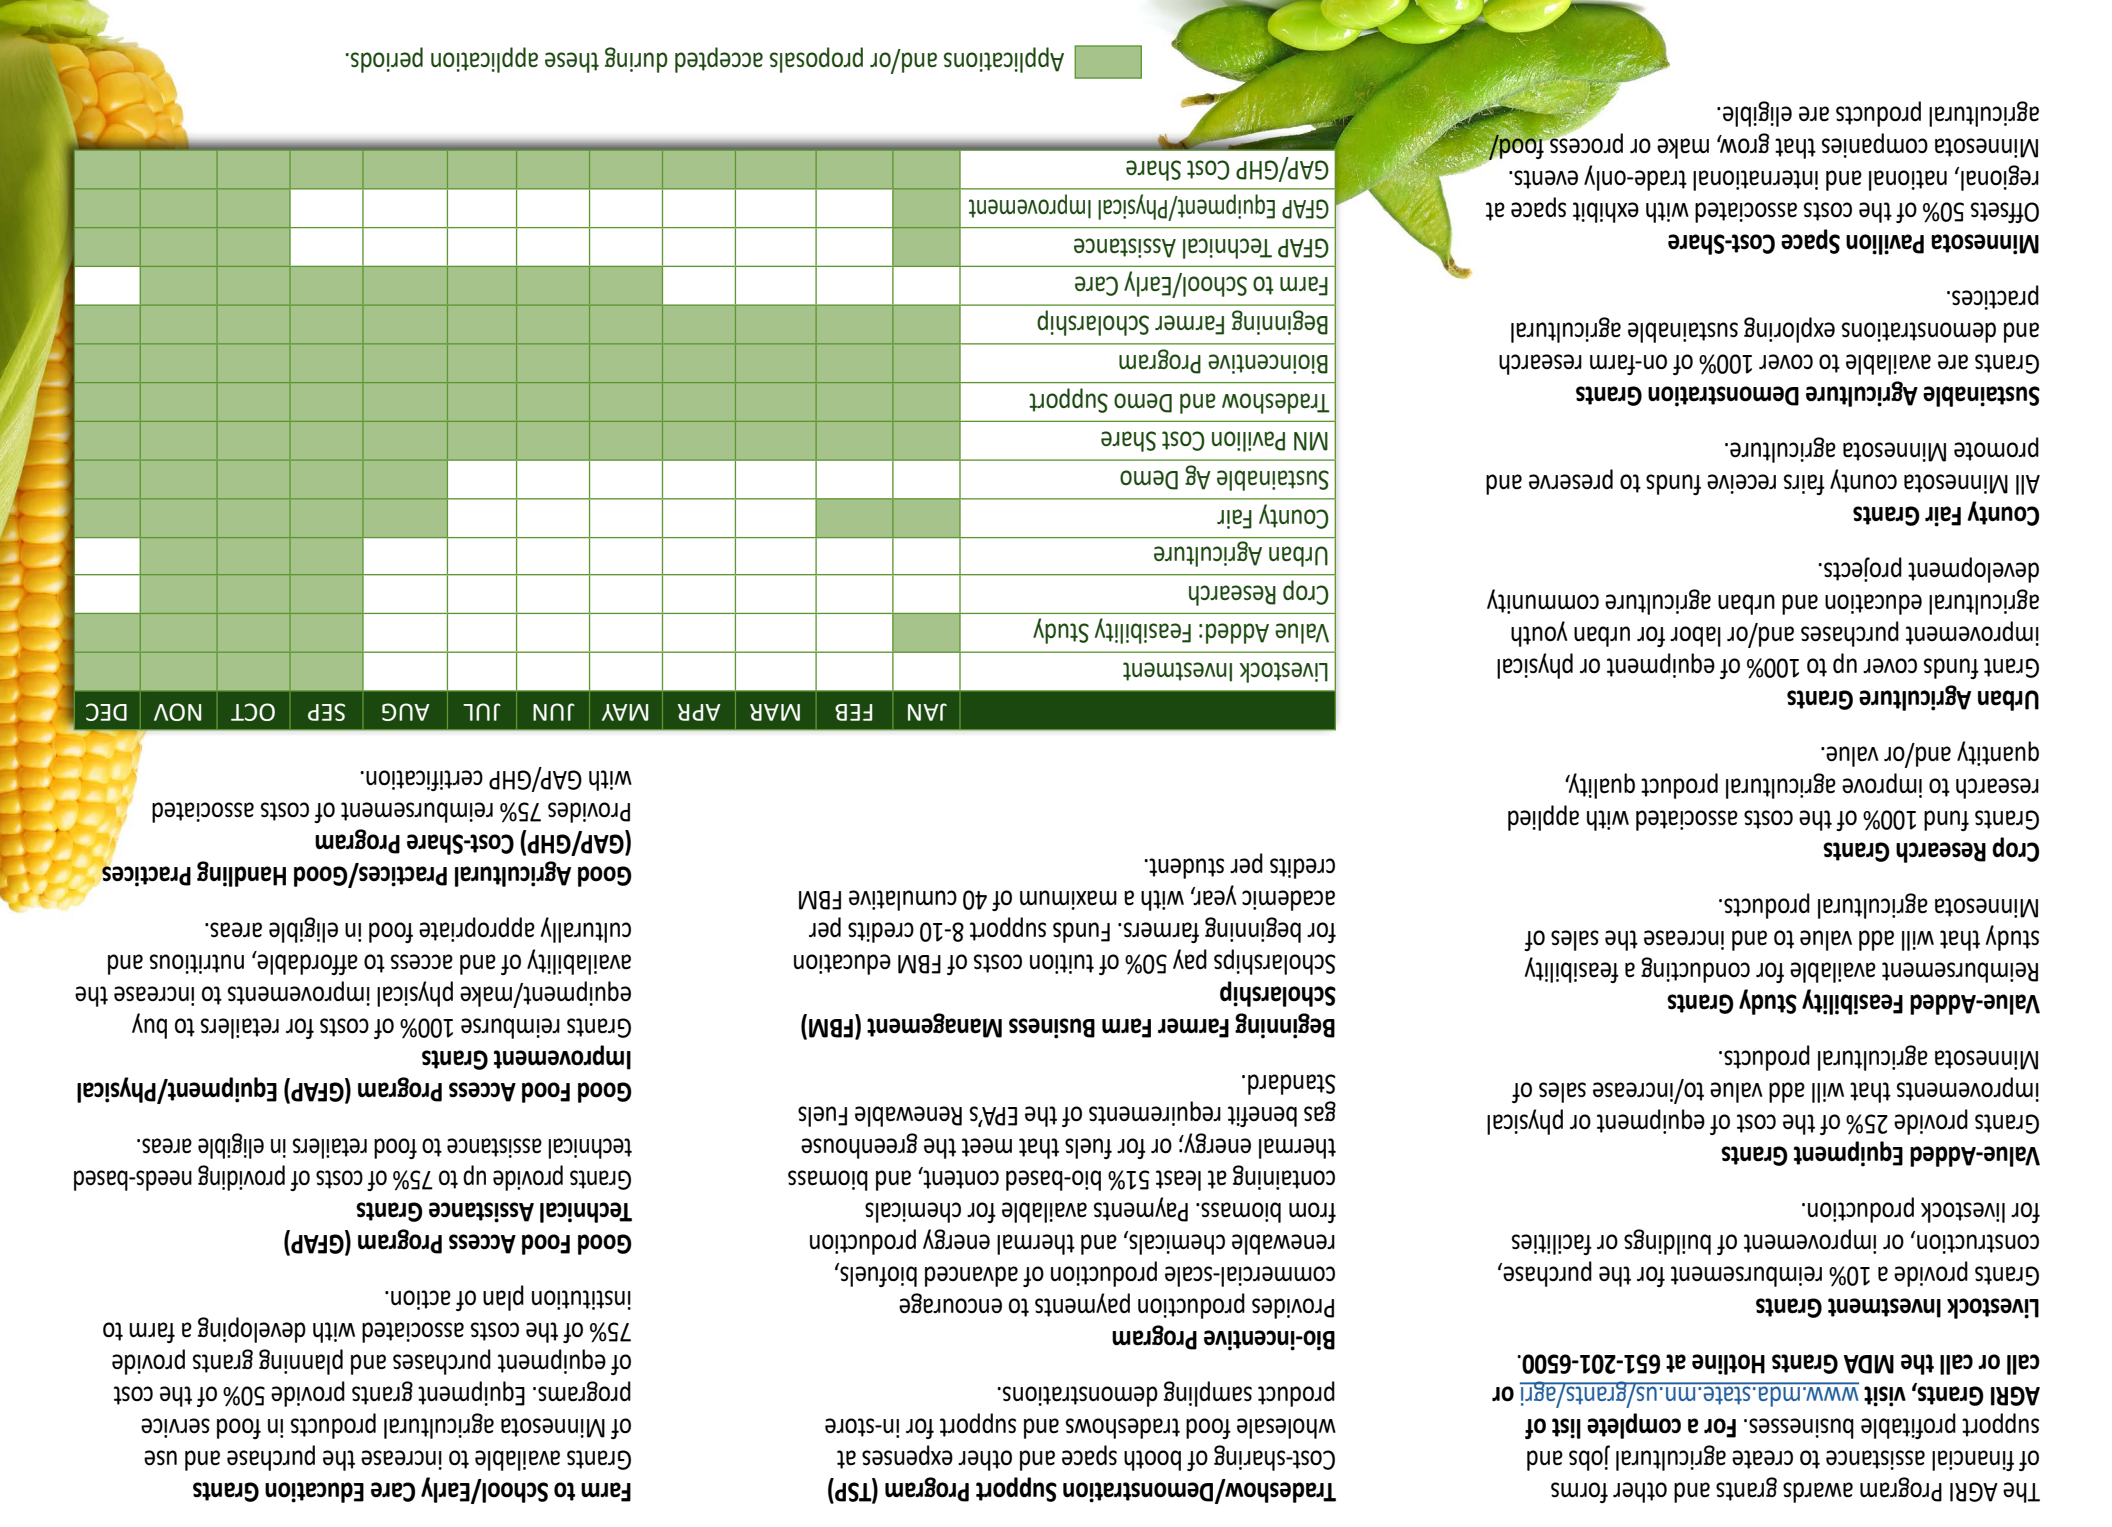 The AGRI Program awards grants and other forms
of financial assistance to create agricultural jobs and
support profitable businesses. For a complete list of
AGRI Grants, visit www.mda.state.mn.us/grants/agri or
call or call the MDA Grants Hotline at 651-201-6500.
Livestock Investment Grants
Grants provide a 10% reimbursement for the purchase,
construction, or improvement of buildings or facilities
for livestock production.
Value-Added Equipment Grants
Grants provide 25% of the cost of equipment or physical
improvements that will add value to/increase sales of
Minnesota agricultural products.
Value-Added Feasibility Study Grants
Reimbursement available for conducting a feasibility
study that will add value to and increase the sales of
Minnesota agricultural products.
Crop Research Grants
Grants fund 100% of the costs associated with applied
research to improve agricultural product quality,
quantity and/or value.
Urban Agriculture Grants
Grant funds cover up to 100% of equipment or physical
improvement purchases and/or labor for urban youth
agricultural education and urban agriculture community
development projects.
County Fair Grants
All Minnesota county fairs receive funds to preserve and
promote Minnesota agriculture.
Sustainable Agriculture Demonstration Grants
Grants are available to cover 100% of on-farm research
and demonstrations exploring sustainable agricultural
practices.
Minnesota Pavilion Space Cost-Share
Offsets 50% of the costs associated with exhibit space at
regional, national and international trade-only events.
Minnesota companies that grow, make or process food/
agricultural products are eligible.
Tradeshow/Demonstration Support Program (TSP)
Cost-sharing of booth space and other expenses at
wholesale food tradeshows and support for in-store
product sampling demonstrations.
Bio-incentive Program
Provides production payments to encourage
commercial-scale production of advanced biofuels,
renewable chemicals, and thermal energy production
from biomass. Payments available for chemicals
containing at least 51% bio-based content, and biomass
thermal energy; or for fuels that meet the greenhouse
gas benefit requirements of the EPA's Renewable Fuels
Standard.
Beginning Farmer Farm Business Management (FBM)
Scholarship
Scholarships pay 50% of tuition costs of FBM education
for beginning farmers. Funds support 8-10 credits per
academic year, with a maximum of 40 cumulative FBM
credits per student.
Farm to School/Early Care Education Grants
Grants available to increase the purchase and use
of Minnesota agricultural products in food service
programs. Equipment grants provide 50% of the cost
of equipment purchases and planning grants provide
75% of the costs associated with developing a farm to
institution plan of action.
Good Food Access Program (GFAP)
Technical Assistance Grants
Grants provide up to 75% of costs of providing needs-based
technical assistance to food retailers in eligible areas.
Good Food Access Program (GFAP) Equipment/Physical
Improvement Grants
Grants reimburse 100% of costs for retailers to buy
equipment/make physical improvements to increase the
availability of and access to affordable, nutritious and
culturally appropriate food in eligible areas.
Good Agricultural Practices/Good Handling Practices
(GAP/GHP) Cost-Share Program
Provides 75% reimbursement of costs associated
with GAP/GHP certification.
JAN FEB MAR APR MAY JUN JUL AUG SEP OCT NOV DEC
Livestock Investment
Value Added: Feasibility Study
Crop Research
Urban Agriculture
County Fair
Sustainable Ag Demo
MN Pavilion Cost Share
Tradeshow and Demo Support
Bioincentive Program
Beginning Farmer Scholarship
Farm to School/Early Care
GFAP Technical Assistance
GFAP Equipment/Physical Improvement
GAP/GHP Cost Share
Applications and/or proposals accepted during these application periods.